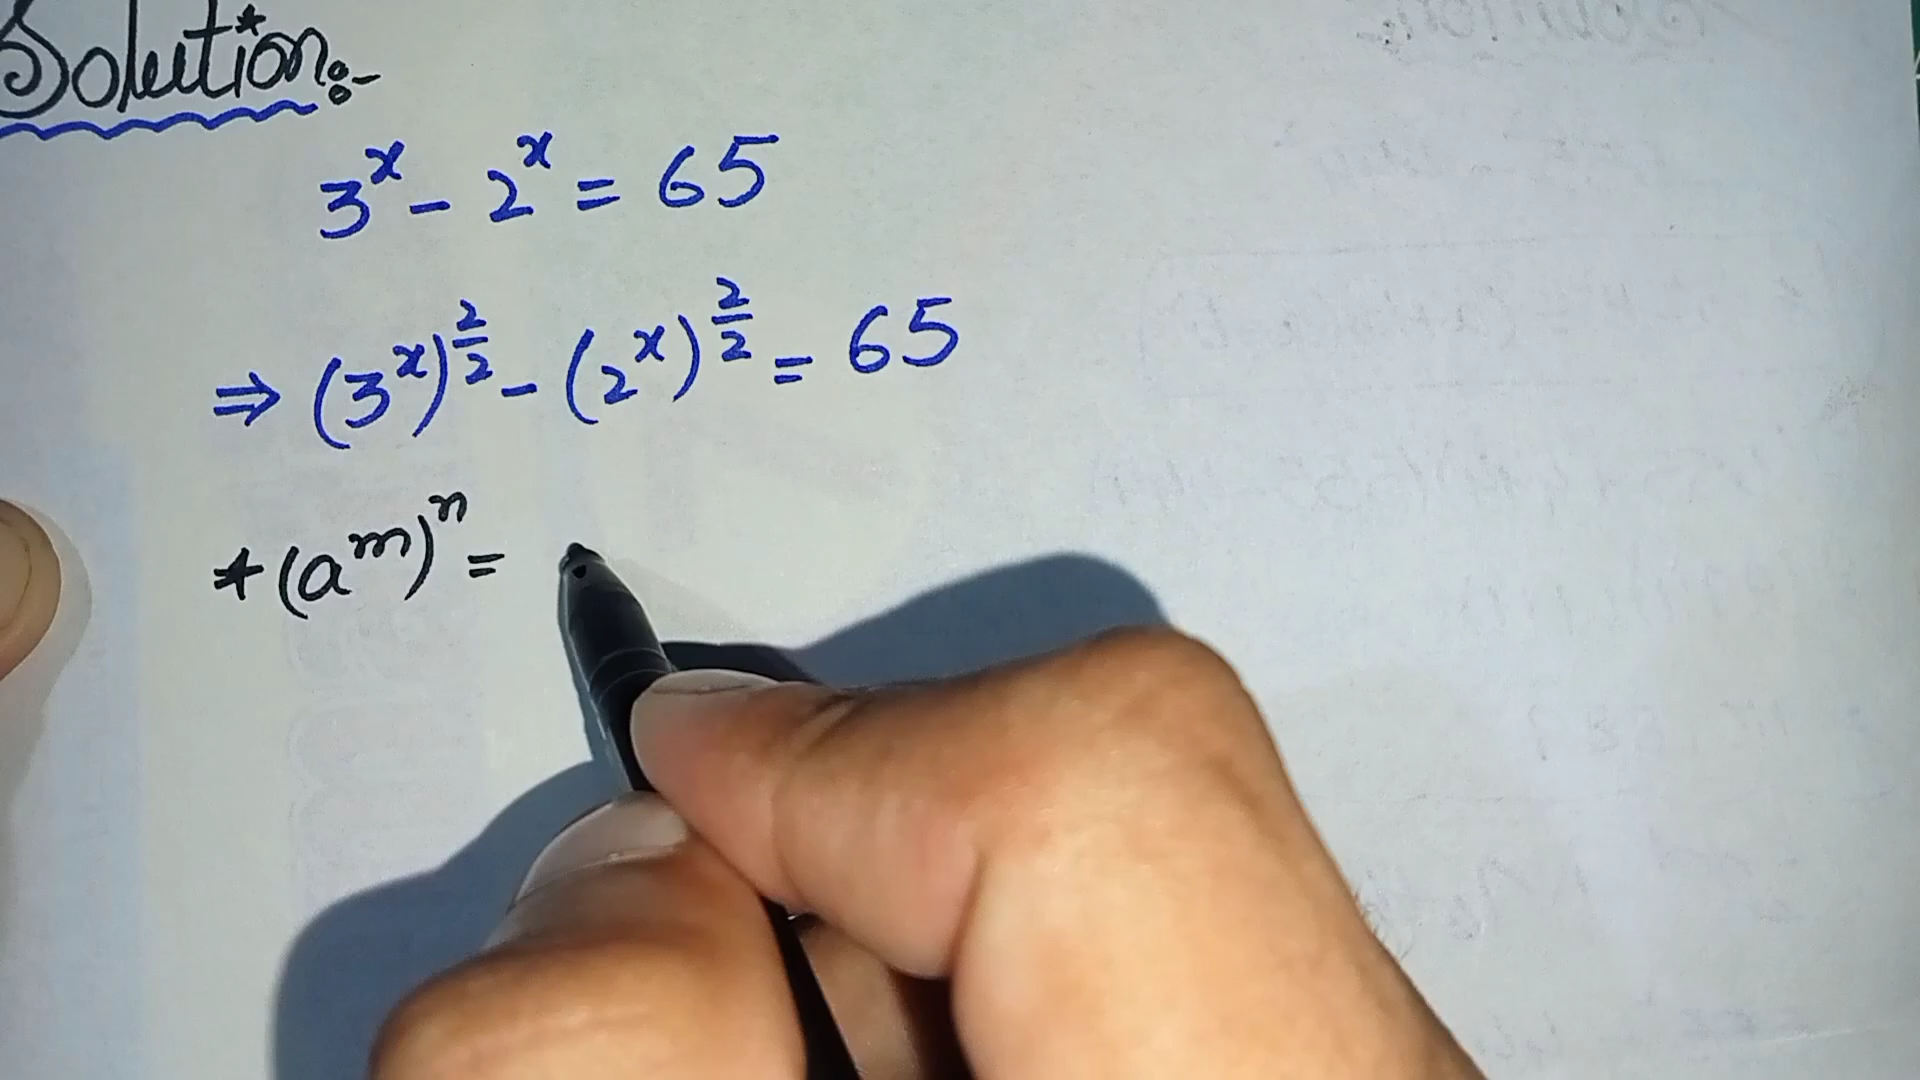 Solution:-
3^x - 2^x = 65
⇒ (3^x)^{2/2} - (2^x)^{2/2} = 65
* (a^m)^n =